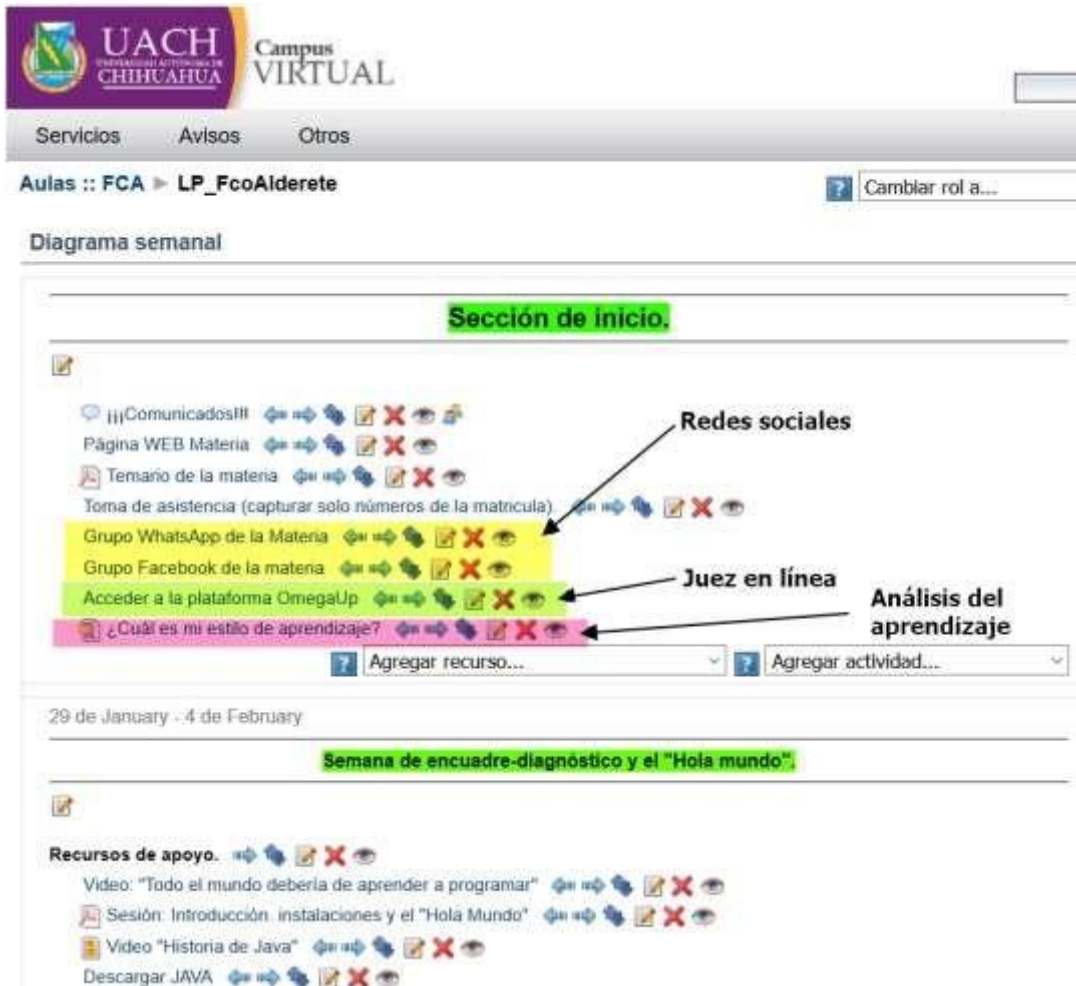 UACH
UNIVERSIDAD AUTÓNOMA DE
CHIHUAHUA
Campus
VIRTUAL
Servicios Avisos Otros
Aulas :: FCA ► LP_FcoAlderete
Cambiar rol a...
Diagrama semanal
Sección de inicio.
¡¡¡Comunicados!!!
Redes sociales
Página WEB Materia
Temario de la materia
Toma de asistencia (capturar solo números de la matricula).
Grupo WhatsApp de la Materia
Grupo Facebook de la materia
Juez en línea
Acceder a la plataforma OmegaUp
Análisis del
aprendizaje
¿Cuál es mi estilo de aprendizaje?
Agregar recurso... Agregar actividad...
29 de January - 4 de February
Semana de encuadre-diagnóstico y el "Hola mundo".
Recursos de apoyo.
Video: "Todo el mundo debería de aprender a programar"
Sesión: Introducción. instalaciones y el "Hola Mundo"
Video "Historia de Java"
Descargar JAVA